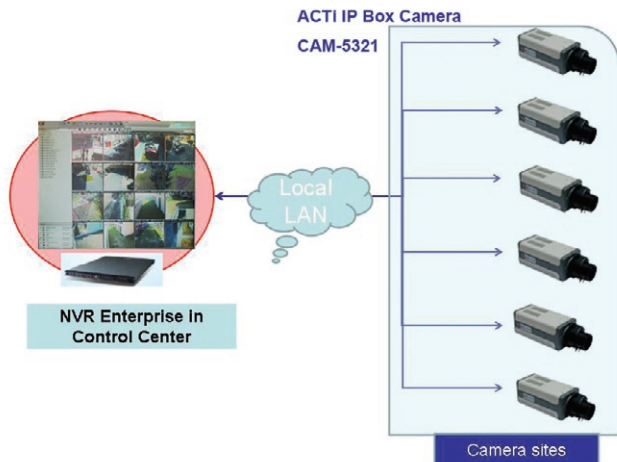 ACTI IP Box Camera
CAM-5321
Local
LAN
NVR Enterprise in
Control Center
Camera sites